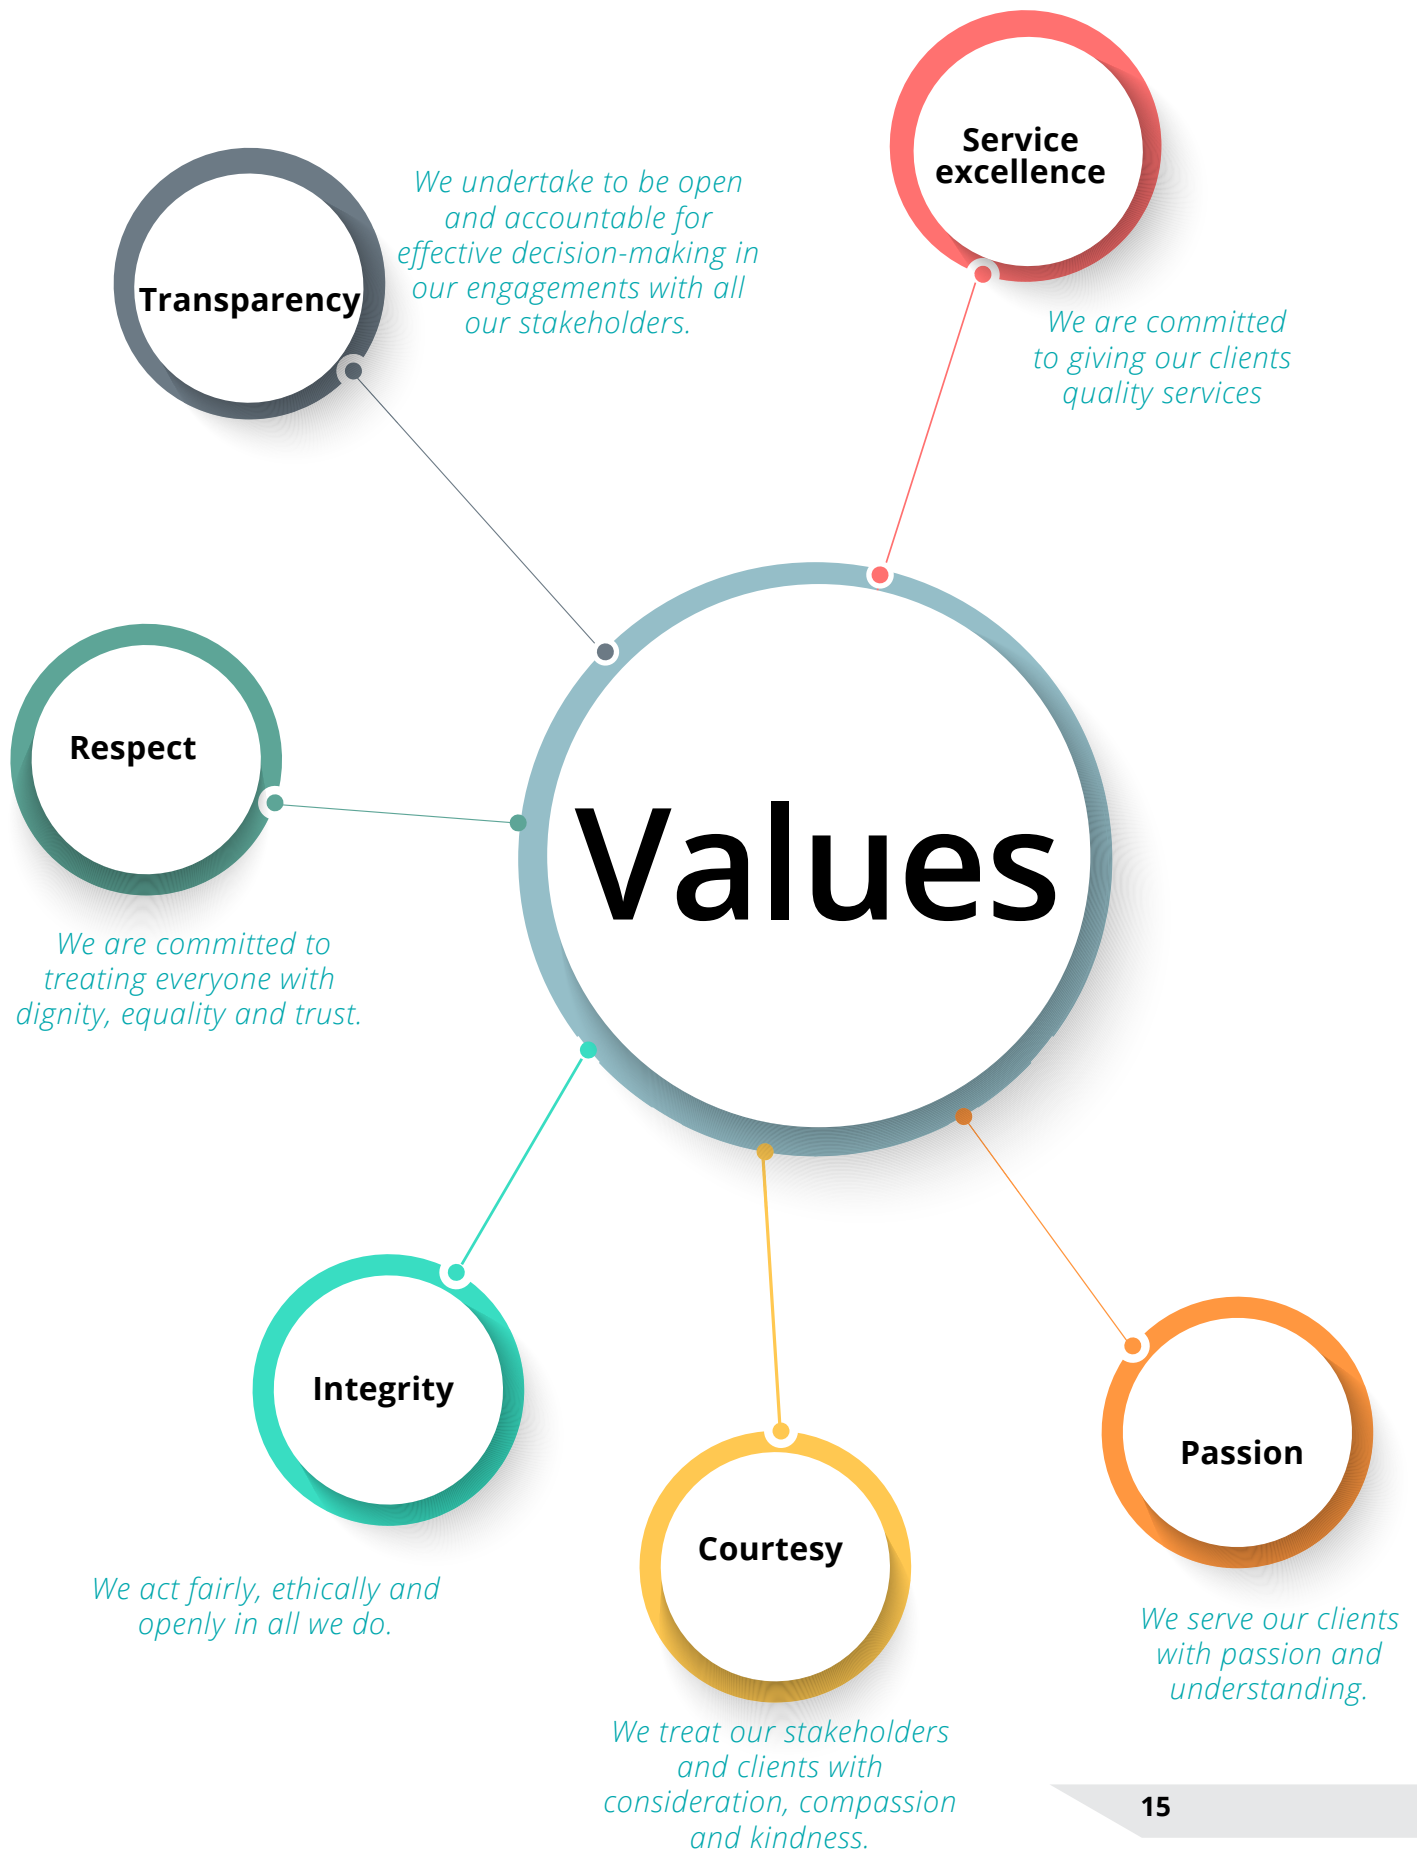 Service
excellence
We are committed
to giving our clients
quality services
Transparency
We undertake to be open
and accountable for
effective decision-making in
our engagements with all
our stakeholders.
Respect
We are committed to
treating everyone with
dignity, equality and trust.
Values
Integrity
We act fairly, ethically and
openly in all we do.
Courtesy
We treat our stakeholders
and clients with
consideration, compassion
and kindness.
Passion
We serve our clients
with passion and
understanding.
15